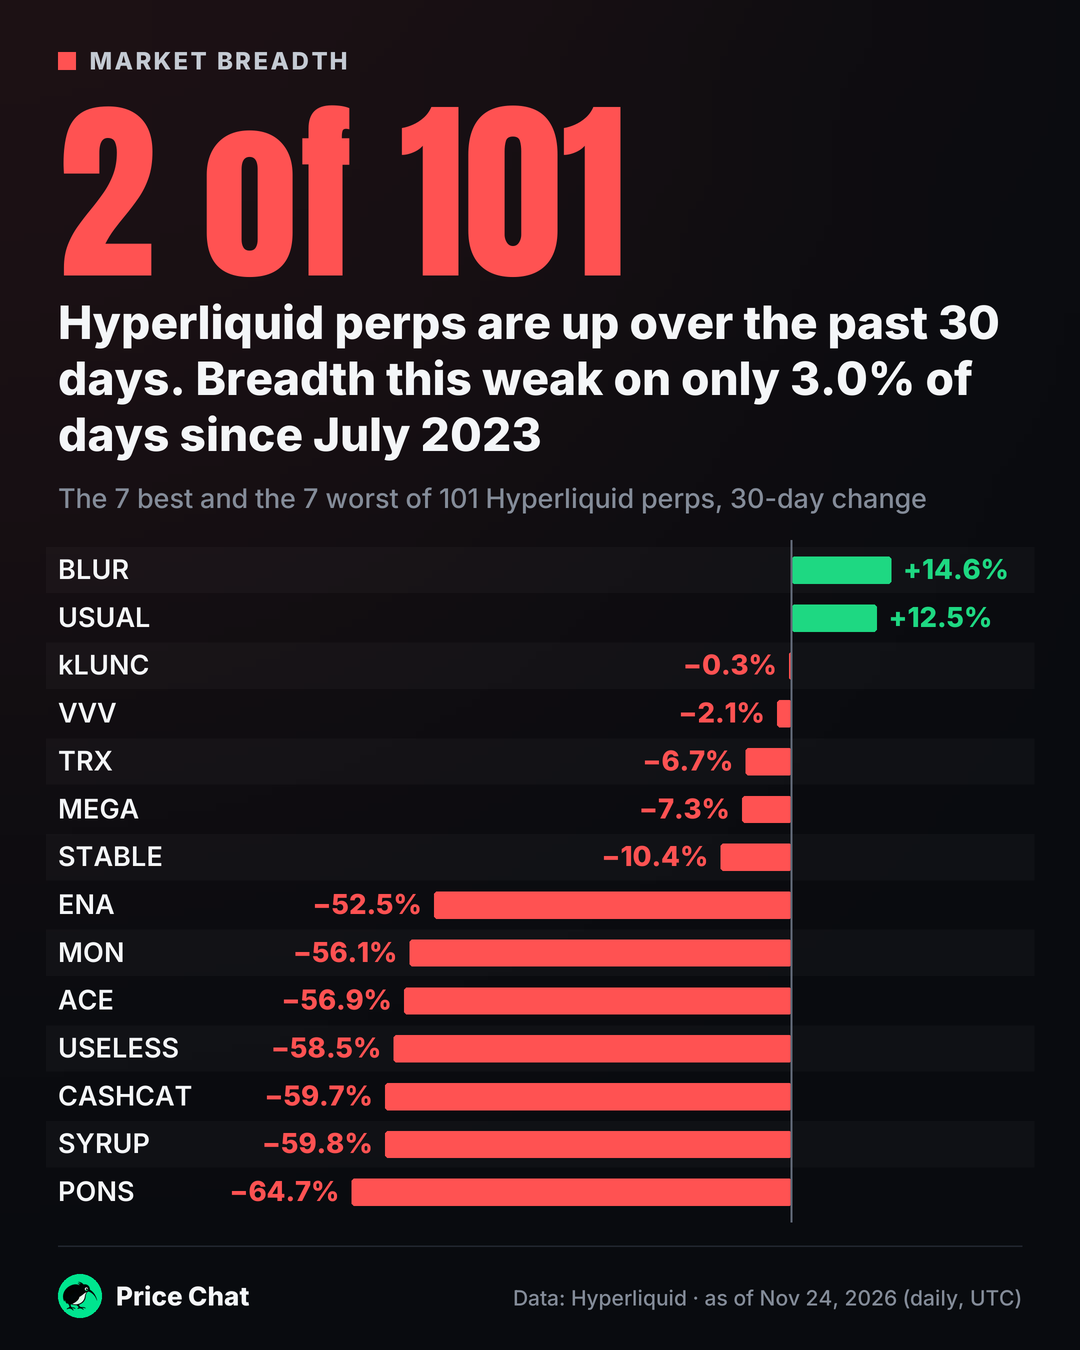 MARKET BREADTH
2 of 101
Hyperliquid perps are up over the past 30
days. Breadth this weak on only 3.0% of
days since July 2023
The 7 best and the 7 worst of 101 Hyperliquid perps, 30-day change
BLUR +14.6%
USUAL +12.5%
kLUNC −0.3%
VVV −2.1%
TRX −6.7%
MEGA −7.3%
STABLE −10.4%
ENA −52.5%
MON −56.1%
ACE −56.9%
USELESS −58.5%
CASHCAT −59.7%
SYRUP −59.8%
PONS −64.7%
Price Chat
Data: Hyperliquid · as of Nov 24, 2026 (daily, UTC)